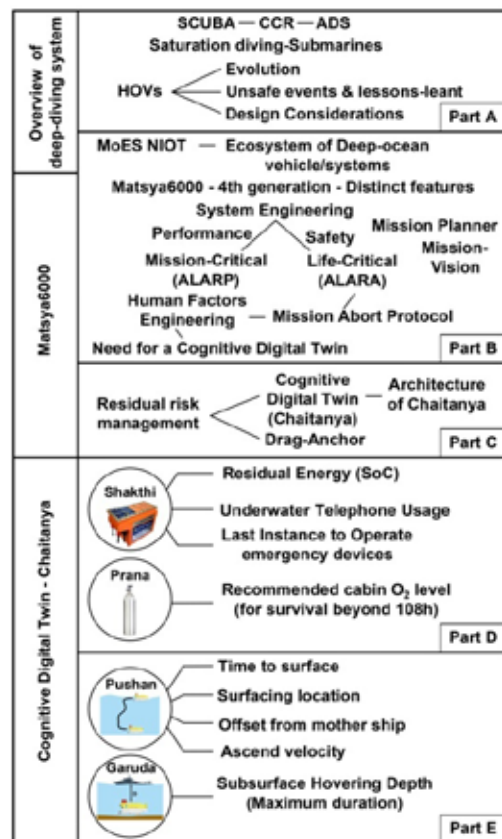 Overview of
deep-diving system
SCUBA — CCR — ADS
Saturation diving-Submarines
HOVs
Evolution
Unsafe events & lessons-leant
Design Considerations
Part A
Matsya6000
MoES NIOT — Ecosystem of Deep-ocean
vehicle/systems
Matsya6000 - 4th generation - Distinct features
System Engineering
Performance
Safety
Mission Planner
Mission-Critical
(ALARP)
Life-Critical
(ALARA)
Mission-
Vision
Human Factors
Engineering
— Mission Abort Protocol
Need for a Cognitive Digital Twin
Part B
Residual risk
management
Cognitive
Digital Twin
(Chaitanya)
Architecture
of Chaitanya
Drag-Anchor
Part C
Cognitive Digital Twin - Chaitanya
Shakthi
Residual Energy (SoC)
Underwater Telephone Usage
Last Instance to Operate
emergency devices
Prana
Recommended cabin O₂ level
(for survival beyond 108h)
Part D
Pushan
Time to surface
Surfacing location
Offset from mother ship
Ascend velocity
Garuda
Subsurface Hovering Depth
(Maximum duration)
Part E